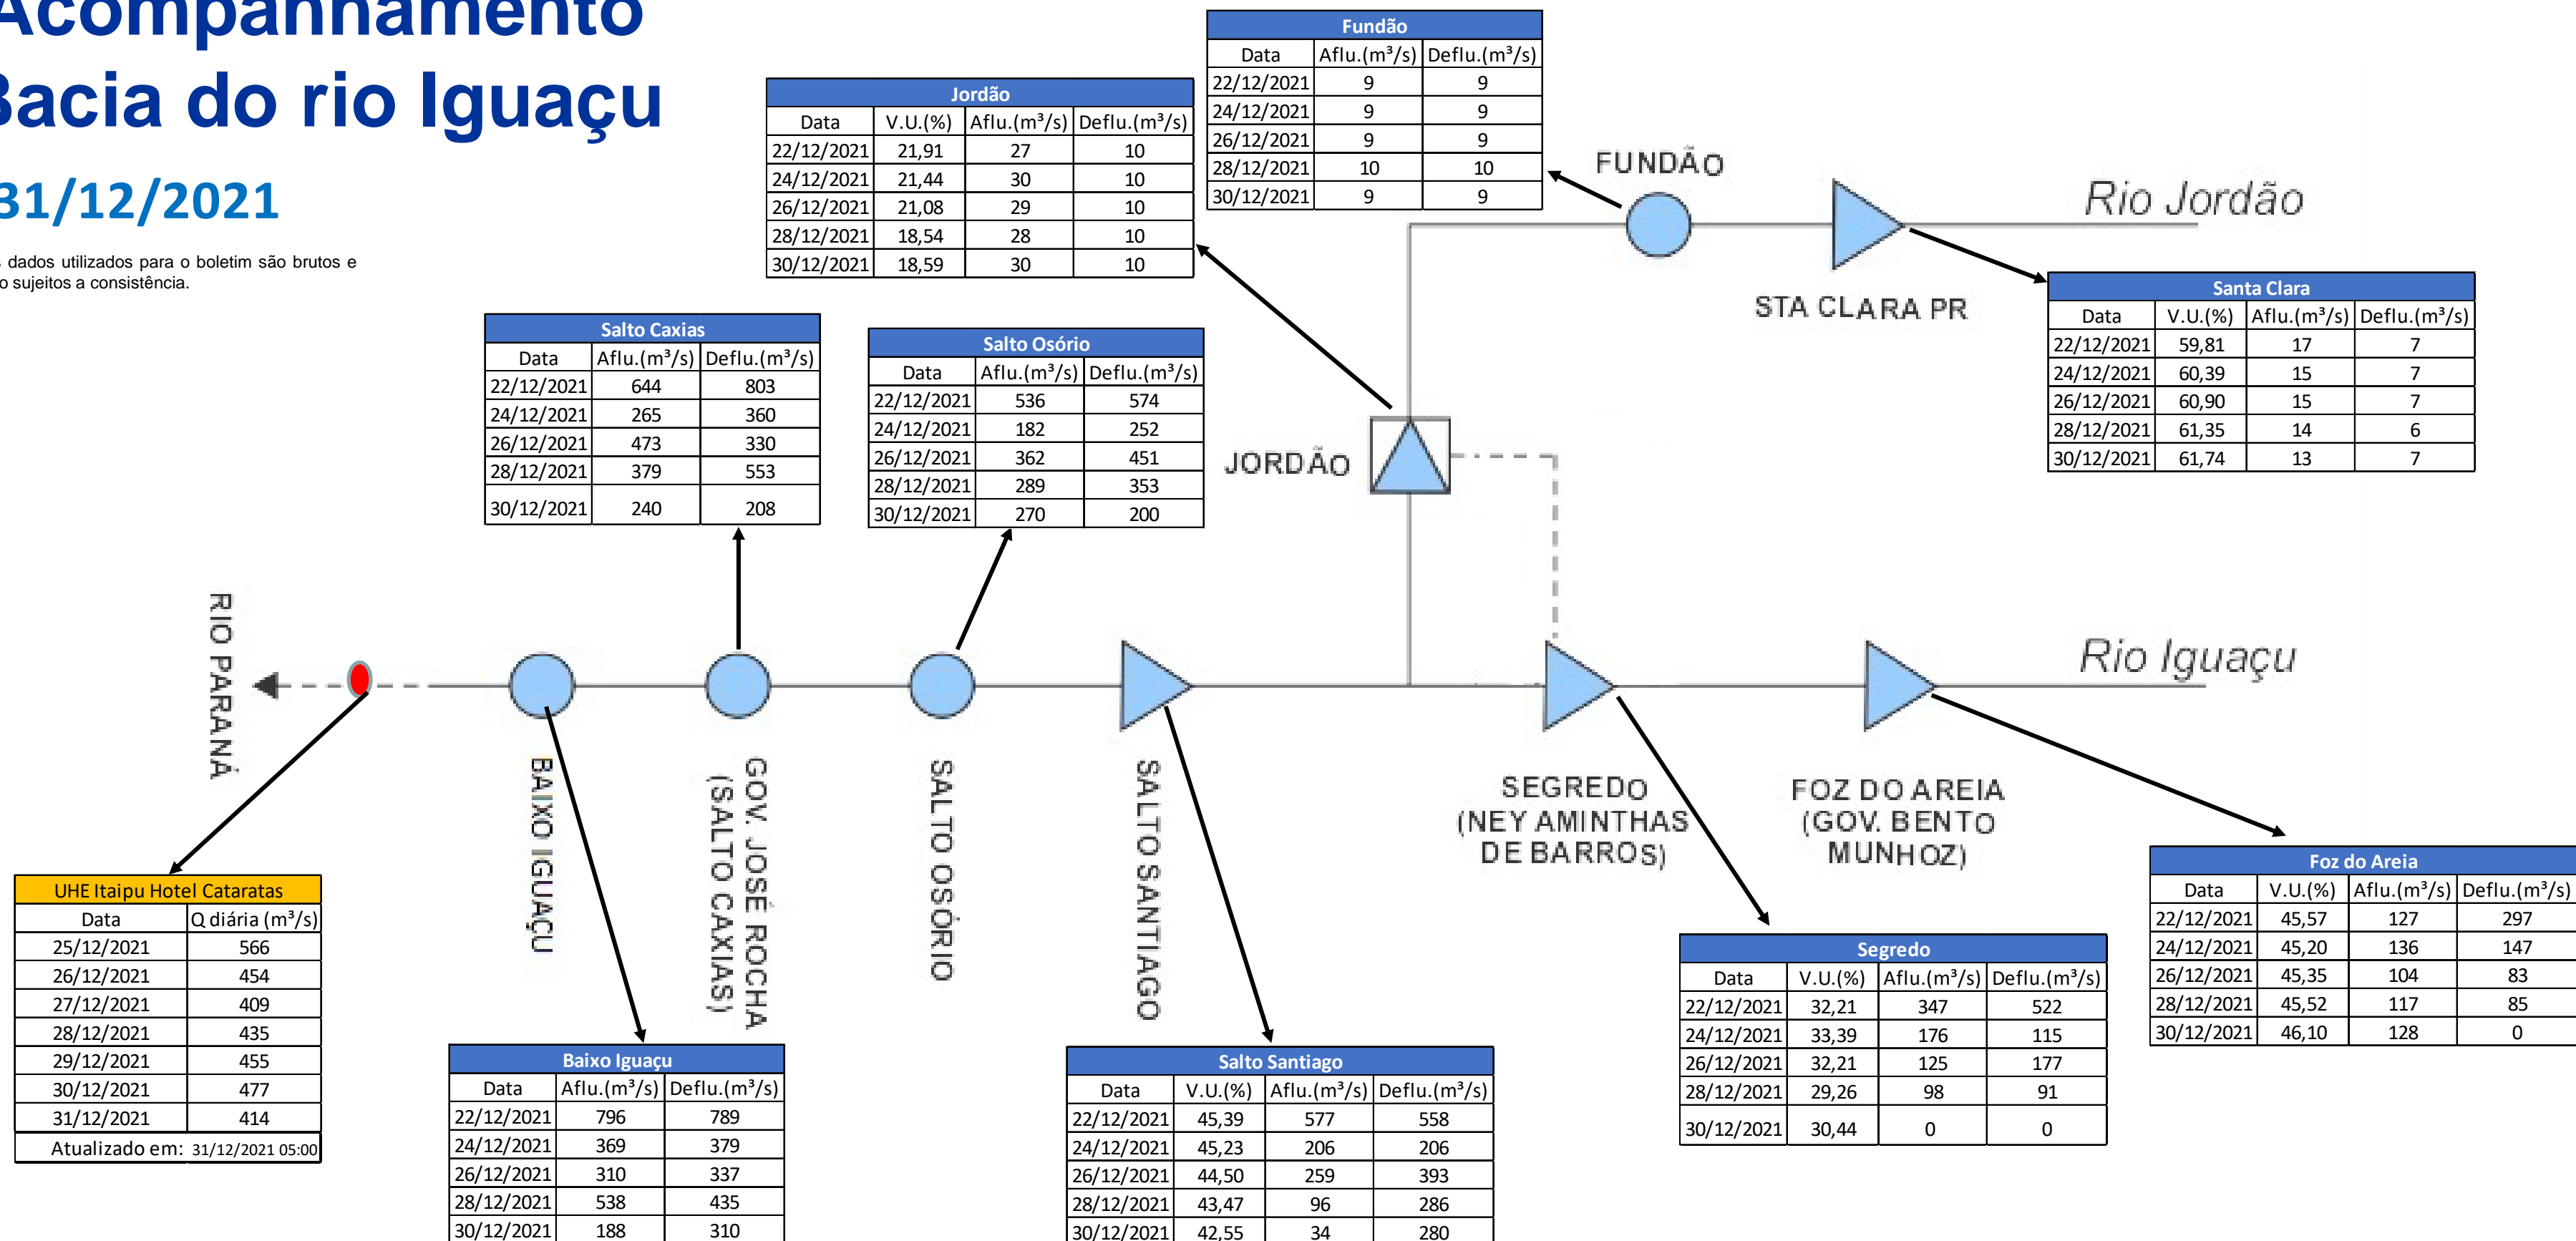 Acompanhamento
Bacia do rio Iguaçu
31/12/2021
s dados utilizados para o boletim são brutos e
o sujeitos a consistência.
Fundão
Data Aflu.(m³/s) Deflu.(m³/s)
22/12/2021 9 9
24/12/2021 9 9
26/12/2021 9 9
28/12/2021 10 10
30/12/2021 9 9
Jordão
Data V.U.(%) Aflu.(m³/s) Deflu.(m³/s)
22/12/2021 21,91 27 10
24/12/2021 21,44 30 10
26/12/2021 21,08 29 10
28/12/2021 18,54 28 10
30/12/2021 18,59 30 10
FUNDÃO
Rio Jordão
STA CLARA PR
Santa Clara
Data V.U.(%) Aflu.(m³/s) Deflu.(m³/s)
22/12/2021 59,81 17 7
24/12/2021 60,39 15 7
26/12/2021 60,90 15 7
28/12/2021 61,35 14 6
30/12/2021 61,74 13 7
Salto Caxias
Data Aflu.(m³/s) Deflu.(m³/s)
22/12/2021 644 803
24/12/2021 265 360
26/12/2021 473 330
28/12/2021 379 553
30/12/2021 240 208
Salto Osório
Data Aflu.(m³/s) Deflu.(m³/s)
22/12/2021 536 574
24/12/2021 182 252
26/12/2021 362 451
28/12/2021 289 353
30/12/2021 270 200
JORDÃO
RIO PARANÁ
Rio Iguaçu
BAIXO IGUAÇU
GOV. JOSÉ ROCHA
(SALTO CAXIAS)
SALTO OSÓRIO
SALTO SANTIAGO
SEGREDO
(NEY AMINTHAS
DE BARROS)
FOZ DO AREIA
(GOV. BENTO
MUNHOZ)
UHE Itaipu Hotel Cataratas
Data Q diária (m³/s)
25/12/2021 566
26/12/2021 454
27/12/2021 409
28/12/2021 435
29/12/2021 455
30/12/2021 477
31/12/2021 414
Atualizado em: 31/12/2021 05:00
Baixo Iguaçu
Data Aflu.(m³/s) Deflu.(m³/s)
22/12/2021 796 789
24/12/2021 369 379
26/12/2021 310 337
28/12/2021 538 435
30/12/2021 188 310
Salto Santiago
Data V.U.(%) Aflu.(m³/s) Deflu.(m³/s)
22/12/2021 45,39 577 558
24/12/2021 45,23 206 206
26/12/2021 44,50 259 393
28/12/2021 43,47 96 286
30/12/2021 42,55 34 280
Segredo
Data V.U.(%) Aflu.(m³/s) Deflu.(m³/s)
22/12/2021 32,21 347 522
24/12/2021 33,39 176 115
26/12/2021 32,21 125 177
28/12/2021 29,26 98 91
30/12/2021 30,44 0 0
Foz do Areia
Data V.U.(%) Aflu.(m³/s) Deflu.(m³/s)
22/12/2021 45,57 127 297
24/12/2021 45,20 136 147
26/12/2021 45,35 104 83
28/12/2021 45,52 117 85
30/12/2021 46,10 128 0